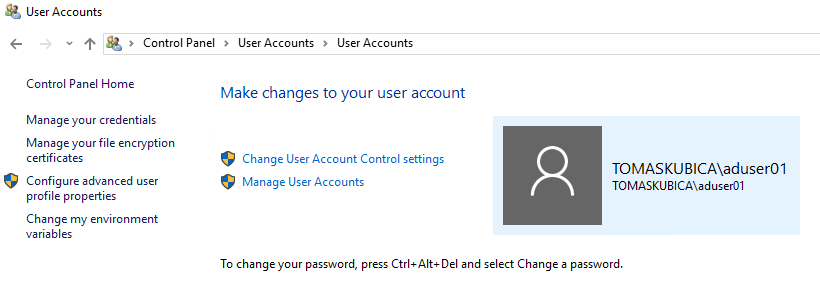 User Accounts
Control Panel > User Accounts > User Accounts
Control Panel Home
Manage your credentials
Manage your file encryption
certificates
Configure advanced user
profile properties
Change my environment
variables
Make changes to your user account
Change User Account Control settings
Manage User Accounts
TOMASKUBICA\aduser01
TOMASKUBICA\aduser01
To change your password, press Ctrl+Alt+Del and select Change a password.